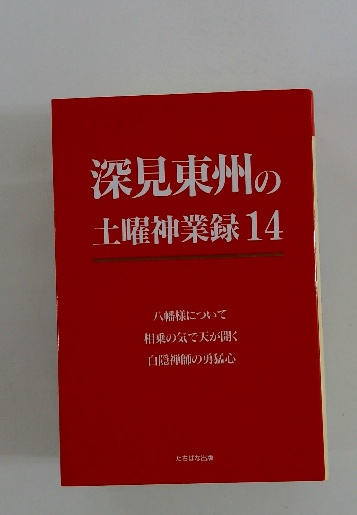 深見東州の
土曜神業録 14
八幡様について
相乗の気で天が開く
白隠禅師の勇猛心
たちばな出版